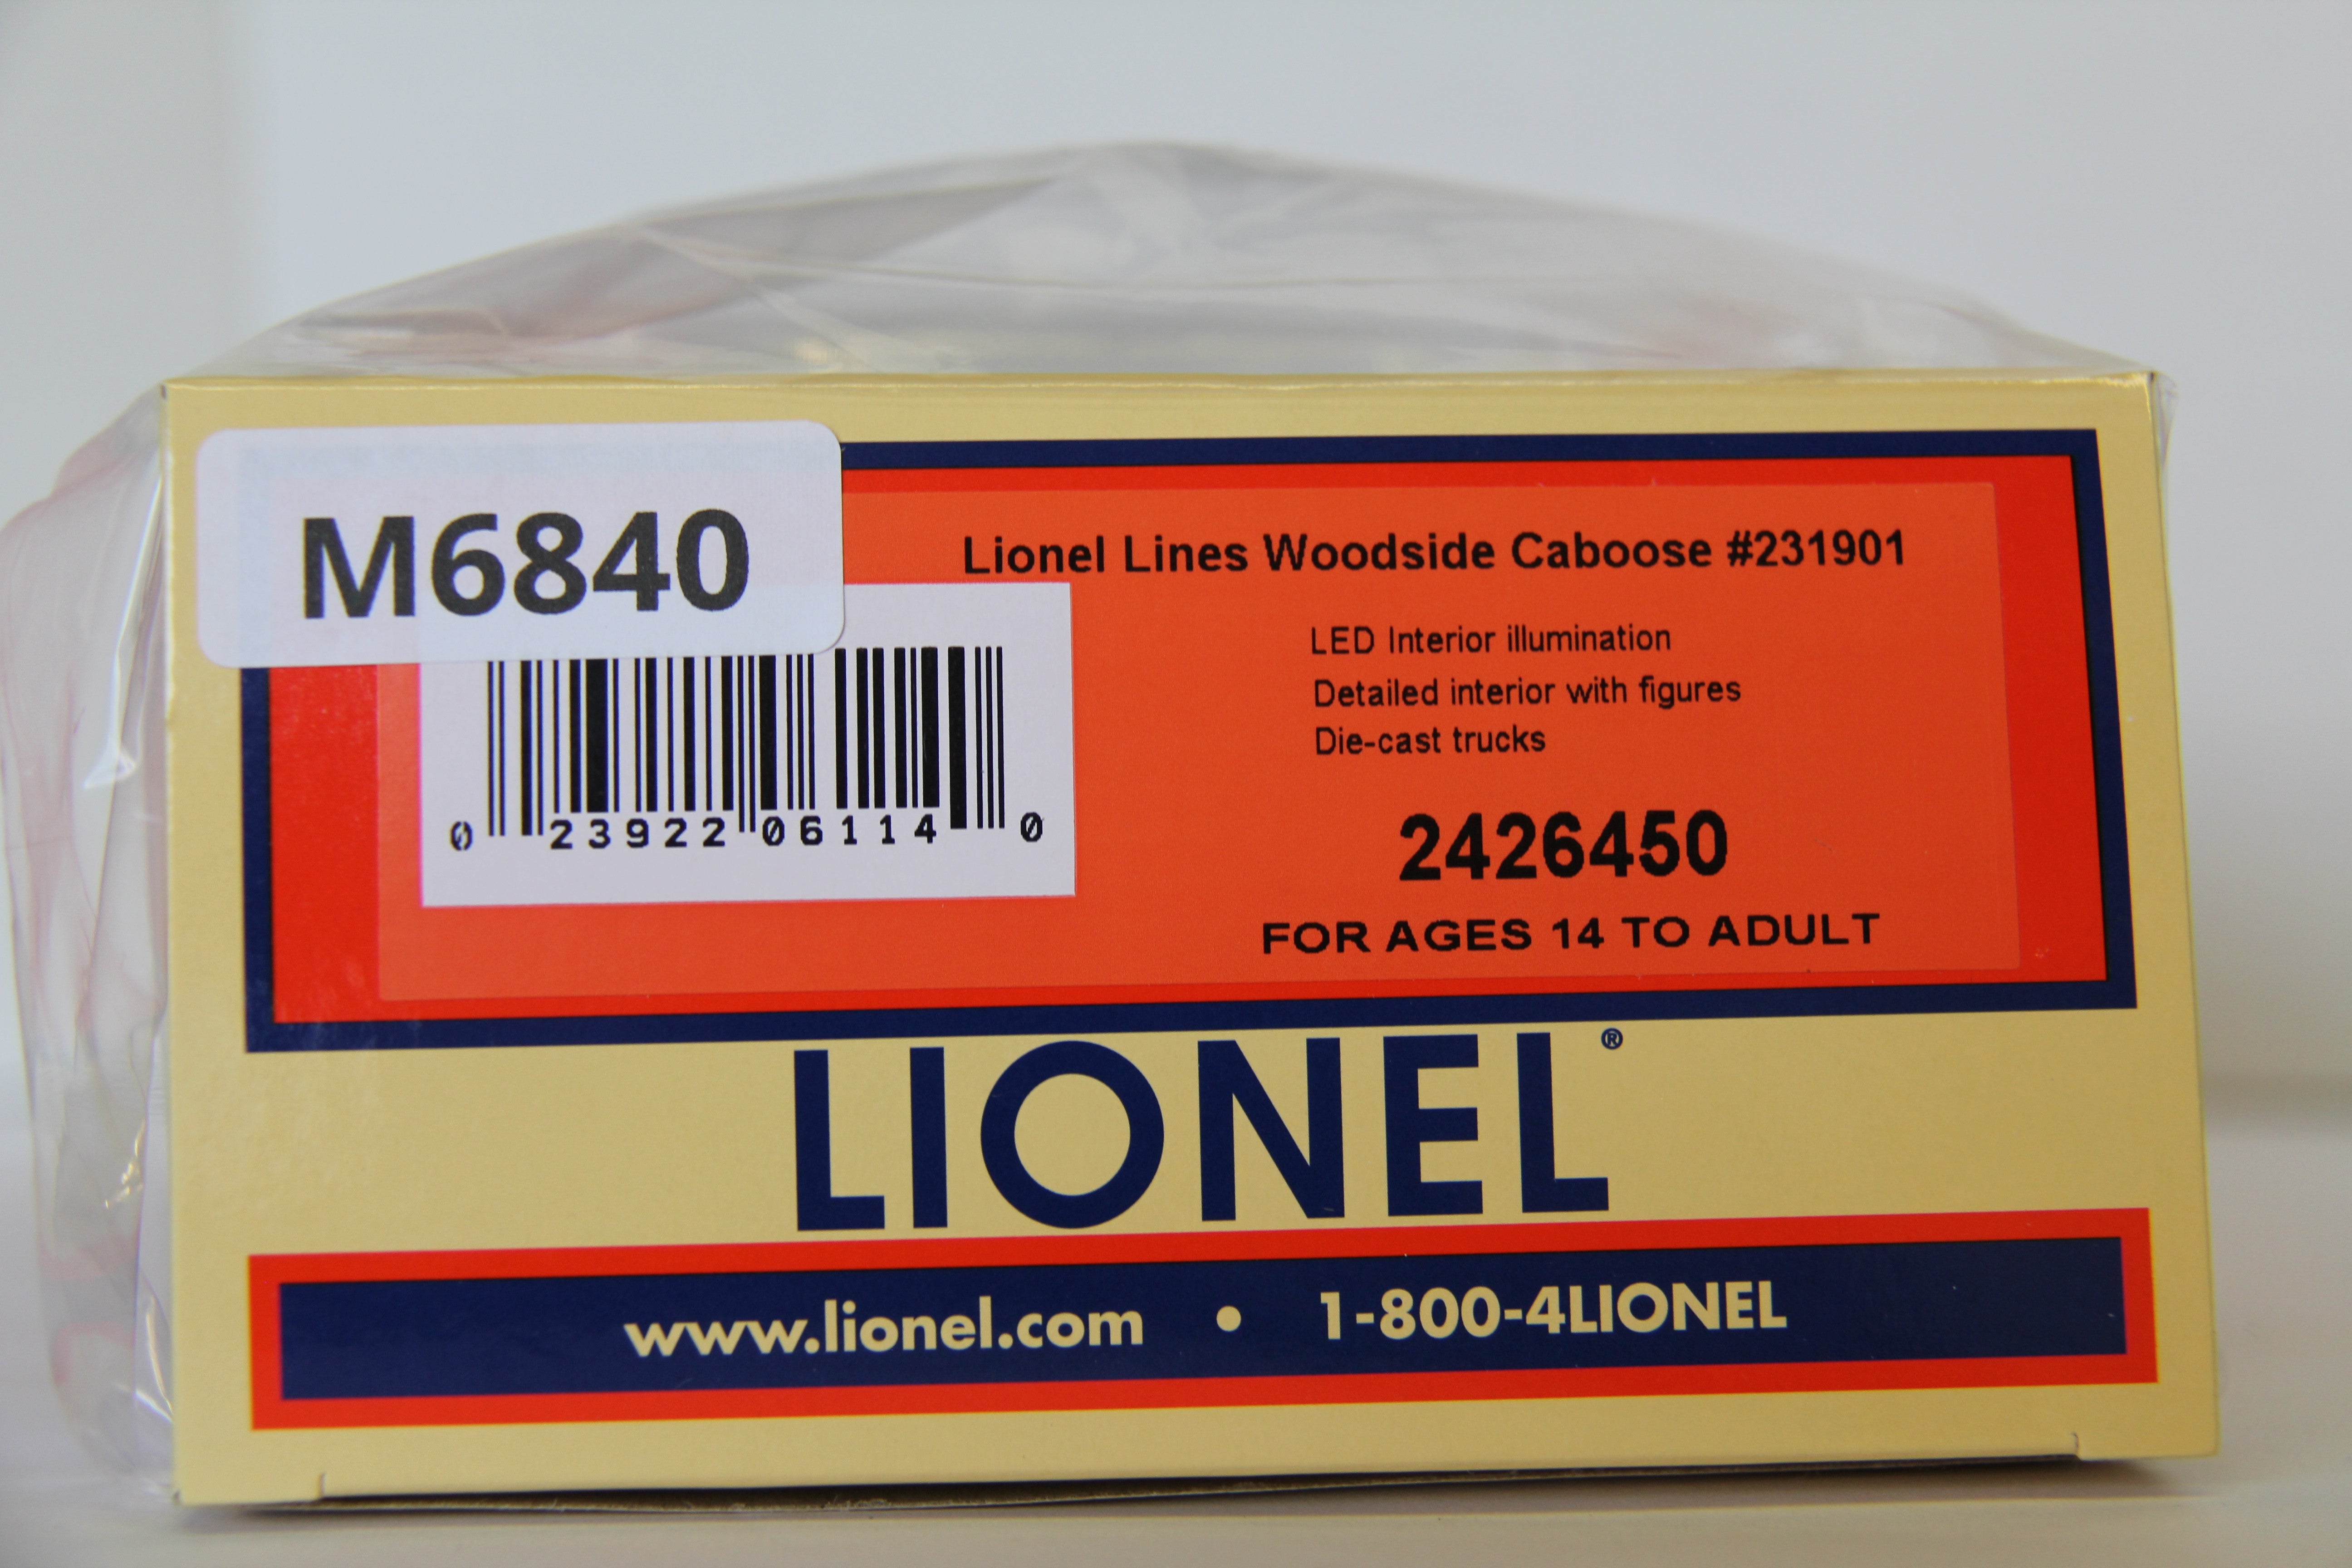 M6840
Lionel Lines Woodside Caboose #231901
LED Interior illumination
Detailed interior with figures
Die-cast trucks
0 23922 06114 0
2426450
FOR AGES 14 TO ADULT
LIONEL®
www.lionel.com • 1-800-4LIONEL